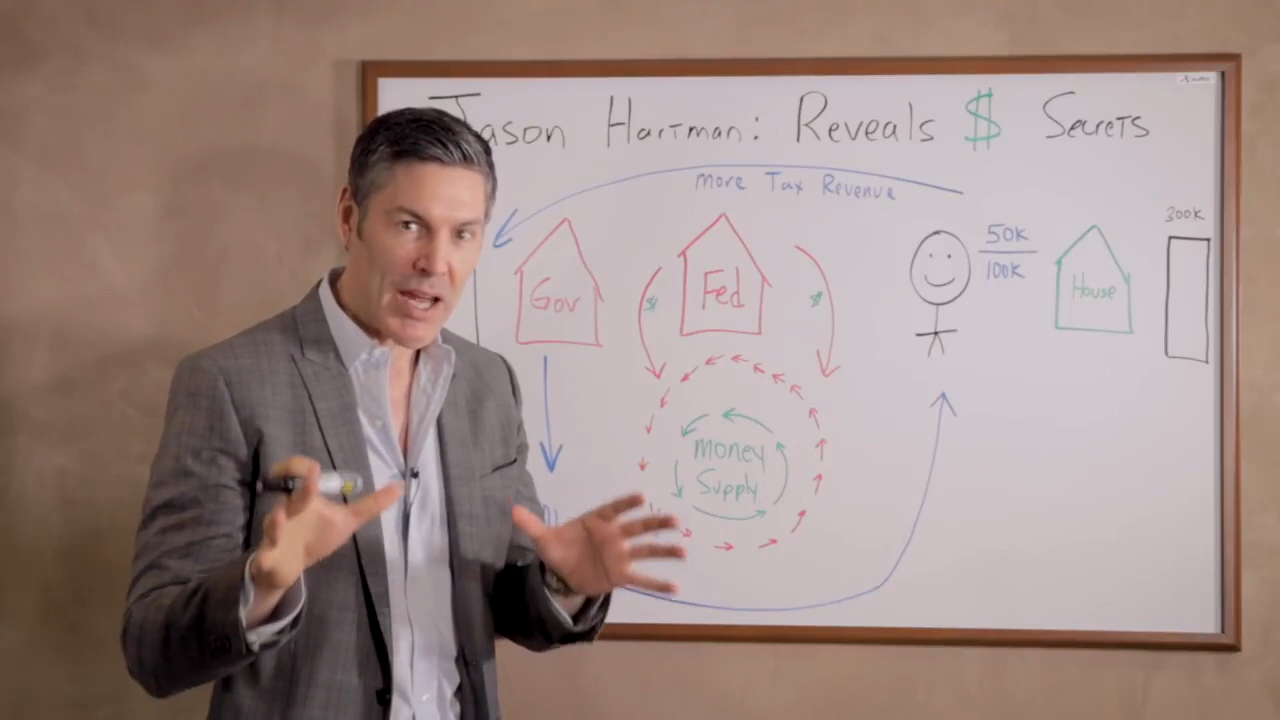 Jason Hartman: Reveals $ Secrets
More Tax Revenue
50K
100K
300K
Gov
$
Fed
$
House
Money
Supply